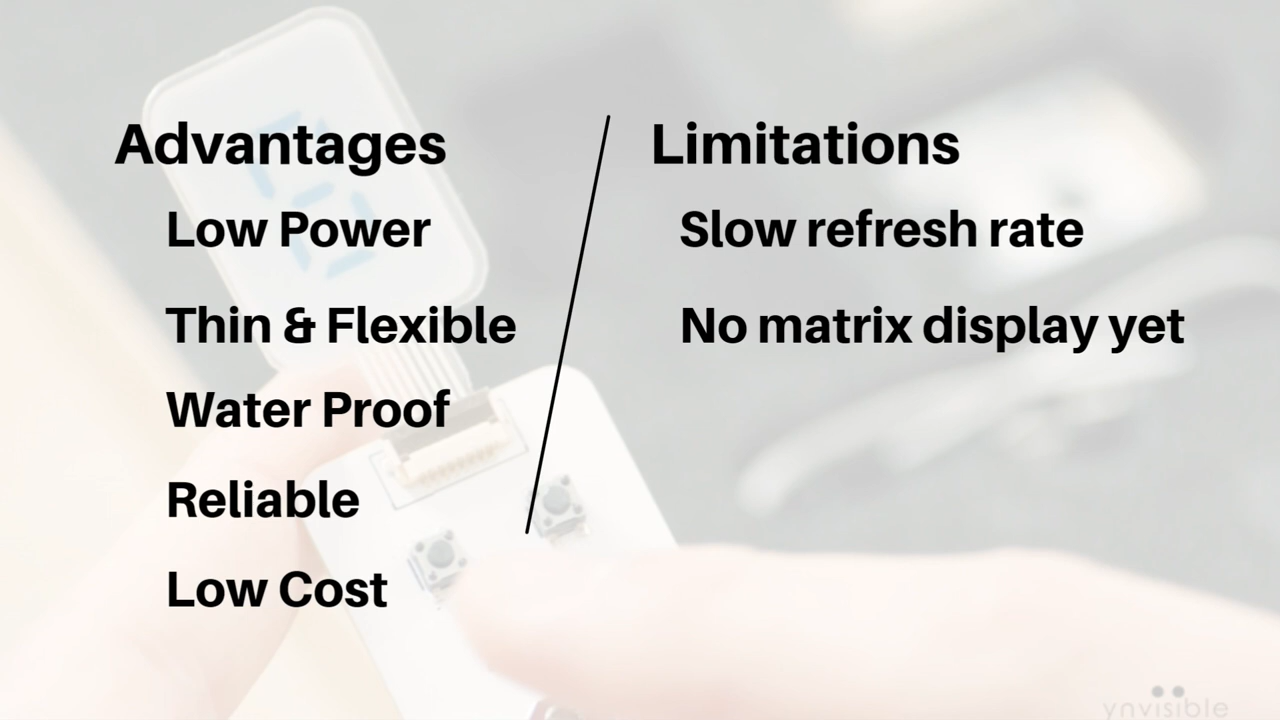 Advantages
Low Power
Thin & Flexible
Water Proof
Reliable
Low Cost
Limitations
Slow refresh rate
No matrix display yet
ynvisible